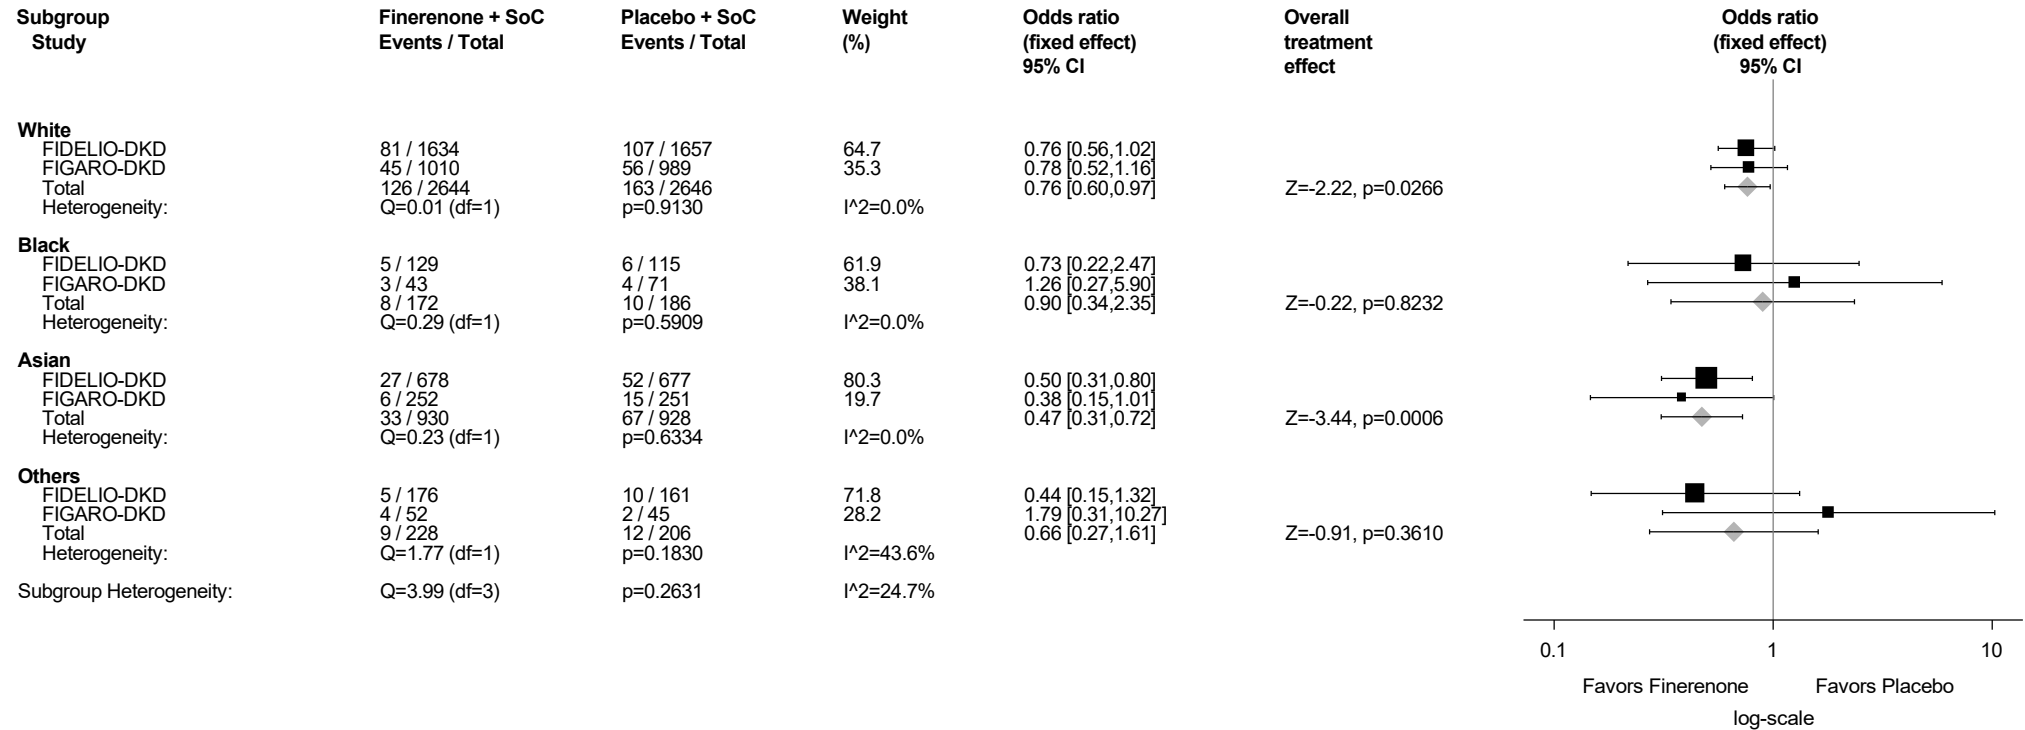 Subgroup Finerenone + SoC Placebo + SoC Weight Odds ratio Overall Odds ratio
Study Events / Total Events / Total (%) (fixed effect) treatment (fixed effect)
95% CI effect 95% CI
White
FIDELIO-DKD 81 / 1634 107 / 1657 64.7 0.76 [0.56,1.02]
FIGARO-DKD 45 / 1010 56 / 989 35.3 0.78 [0.52,1.16]
Total 126 / 2644 163 / 2646 0.76 [0.60,0.97] Z=-2.22, p=0.0266
Heterogeneity: Q=0.01 (df=1) p=0.9130 I^2=0.0%
Black
FIDELIO-DKD 5 / 129 6 / 115 61.9 0.73 [0.22,2.47]
FIGARO-DKD 3 / 43 4 / 71 38.1 1.26 [0.27,5.90]
Total 8 / 172 10 / 186 0.90 [0.34,2.35] Z=-0.22, p=0.8232
Heterogeneity: Q=0.29 (df=1) p=0.5909 I^2=0.0%
Asian
FIDELIO-DKD 27 / 678 52 / 677 80.3 0.50 [0.31,0.80]
FIGARO-DKD 6 / 252 15 / 251 19.7 0.38 [0.15,1.01]
Total 33 / 930 67 / 928 0.47 [0.31,0.72] Z=-3.44, p=0.0006
Heterogeneity: Q=0.23 (df=1) p=0.6334 I^2=0.0%
Others
FIDELIO-DKD 5 / 176 10 / 161 71.8 0.44 [0.15,1.32]
FIGARO-DKD 4 / 52 2 / 45 28.2 1.79 [0.31,10.27]
Total 9 / 228 12 / 206 0.66 [0.27,1.61] Z=-0.91, p=0.3610
Heterogeneity: Q=1.77 (df=1) p=0.1830 I^2=43.6%
Subgroup Heterogeneity: Q=3.99 (df=3) p=0.2631 I^2=24.7%
0.1 1 10
Favors Finerenone Favors Placebo
log-scale